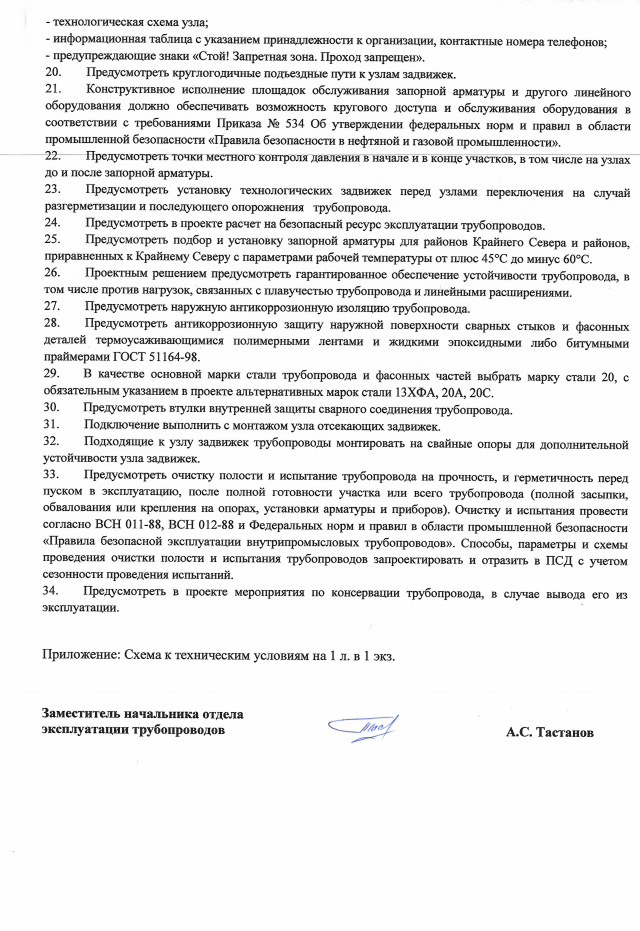 - технологическая схема узла;
- информационная таблица с указанием принадлежности к организации, контактные номера телефонов;
- предупреждающие знаки «Стой! Запретная зона. Проход запрещен».
20. Предусмотреть круглогодичные подъездные пути к узлам задвижек.
21. Конструктивное исполнение площадок обслуживания запорной арматуры и другого линейного
оборудования должно обеспечивать возможность кругового доступа и обслуживания оборудования в
соответствии с требованиями Приказа № 534 Об утверждении федеральных норм и правил в области
промышленной безопасности «Правила безопасности в нефтяной и газовой промышленности».
22. Предусмотреть точки местного контроля давления в начале и в конце участков, в том числе на узлах
до и после запорной арматуры.
23. Предусмотреть установку технологических задвижек перед узлами переключения на случай
разгерметизации и последующего опорожнения трубопровода.
24. Предусмотреть в проекте расчет на безопасный ресурс эксплуатации трубопроводов.
25. Предусмотреть подбор и установку запорной арматуры для районов Крайнего Севера и районов,
приравненных к Крайнему Северу с параметрами рабочей температуры от плюс 45°С до минус 60°С.
26. Проектным решением предусмотреть гарантированное обеспечение устойчивости трубопровода, в
том числе против нагрузок, связанных с плавучестью трубопровода и линейными расширениями.
27. Предусмотреть наружную антикоррозионную изоляцию трубопровода.
28. Предусмотреть антикоррозионную защиту наружной поверхности сварных стыков и фасонных
деталей термоусаживающимися полимерными лентами и жидкими эпоксидными либо битумными
праймерами ГОСТ 51164-98.
29. В качестве основной марки стали трубопровода и фасонных частей выбрать марку стали 20, с
обязательным указанием в проекте альтернативных марок стали 13ХФА, 20А, 20С.
30. Предусмотреть втулки внутренней защиты сварного соединения трубопровода.
31. Подключение выполнить с монтажом узла отсекающих задвижек.
32. Подходящие к узлу задвижек трубопроводы монтировать на свайные опоры для дополнительной
устойчивости узла задвижек.
33. Предусмотреть очистку полости и испытание трубопровода на прочность, и герметичность перед
пуском в эксплуатацию, после полной готовности участка или всего трубопровода (полной засыпки,
обвалования или крепления на опорах, установки арматуры и приборов). Очистку и испытания провести
согласно ВСН 011-88, ВСН 012-88 и Федеральных норм и правил в области промышленной безопасности
«Правила безопасной эксплуатации внутрипромысловых трубопроводов». Способы, параметры и схемы
проведения очистки полости и испытания трубопроводов запроектировать и отразить в ПСД с учетом
сезонности проведения испытаний.
34. Предусмотреть в проекте мероприятия по консервации трубопровода, в случае вывода его из
эксплуатации.
Приложение: Схема к техническим условиям на 1 л. в 1 экз.
Заместитель начальника отдела
эксплуатации трубопроводов
А.С. Тастанов